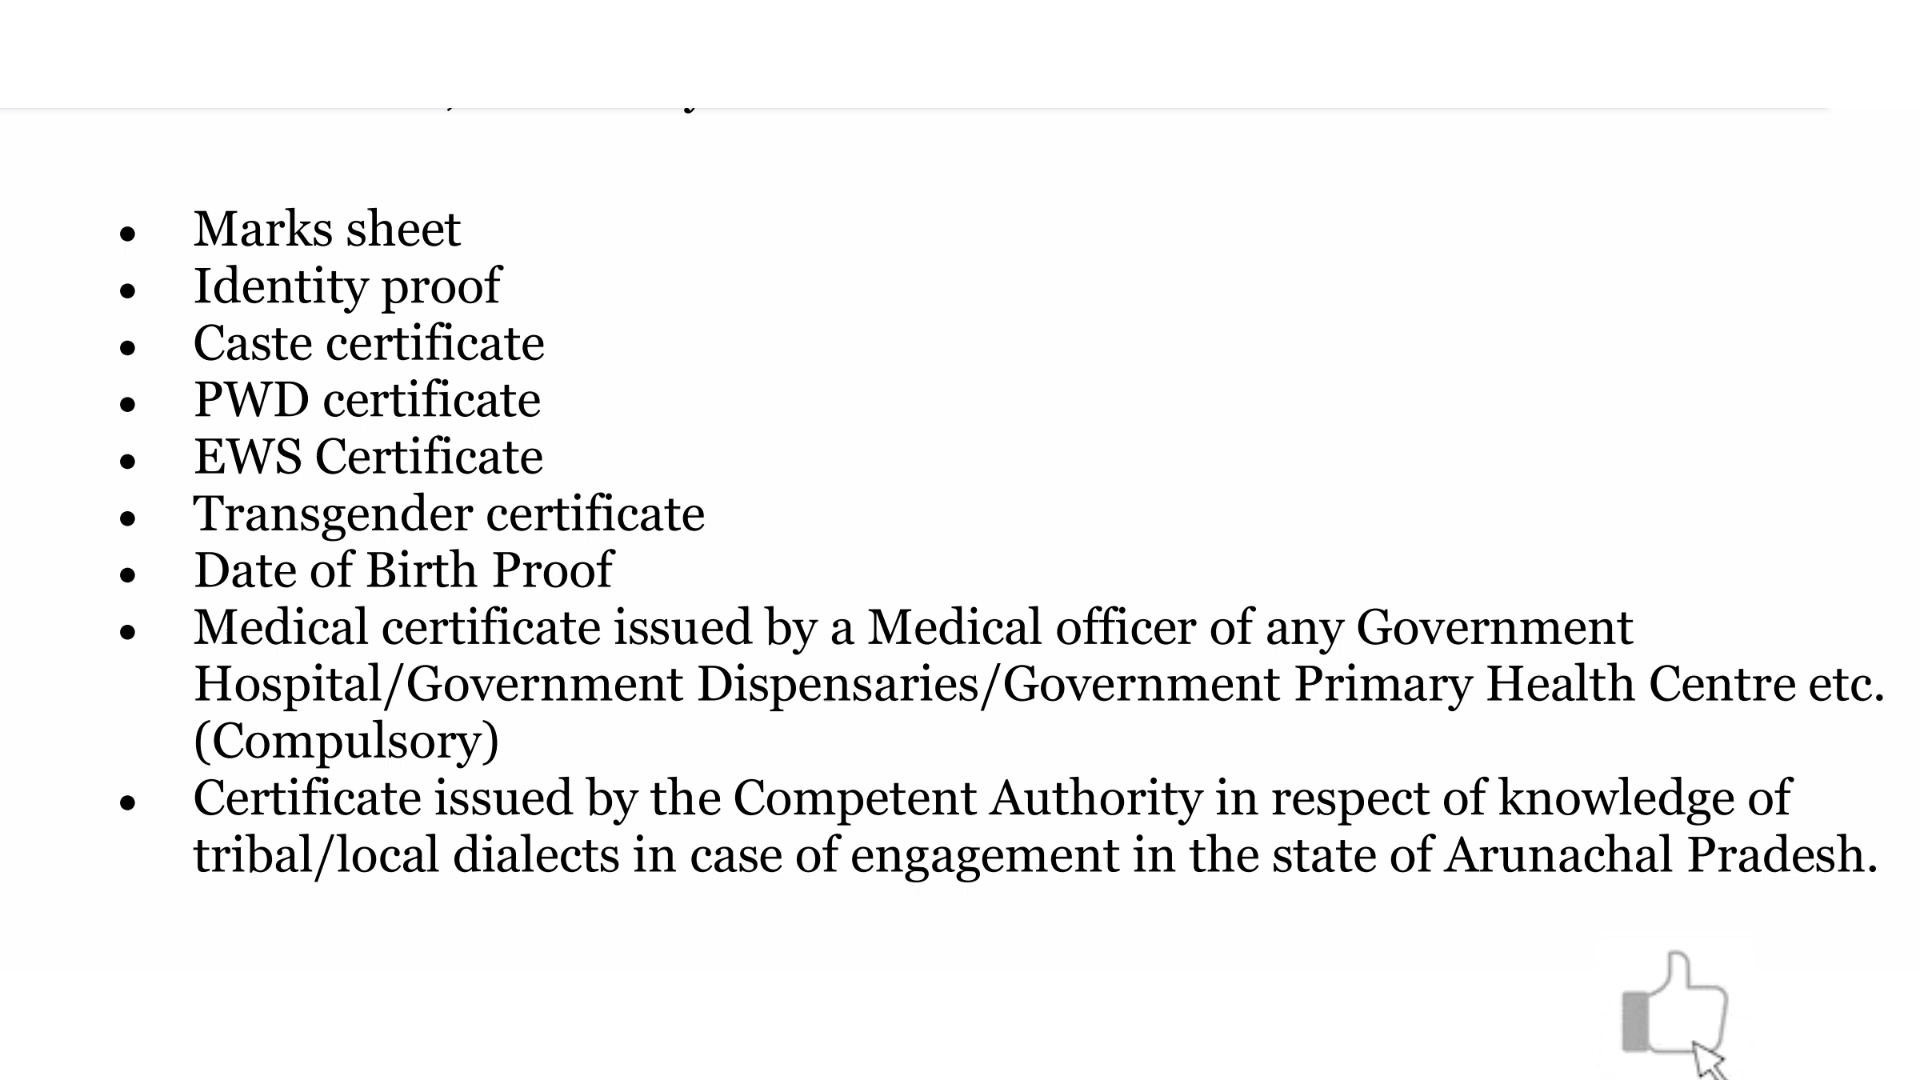 • Marks sheet
• Identity proof
• Caste certificate
• PWD certificate
• EWS Certificate
• Transgender certificate
• Date of Birth Proof
• Medical certificate issued by a Medical officer of any Government
Hospital/Government Dispensaries/Government Primary Health Centre etc.
(Compulsory)
• Certificate issued by the Competent Authority in respect of knowledge of
tribal/local dialects in case of engagement in the state of Arunachal Pradesh.